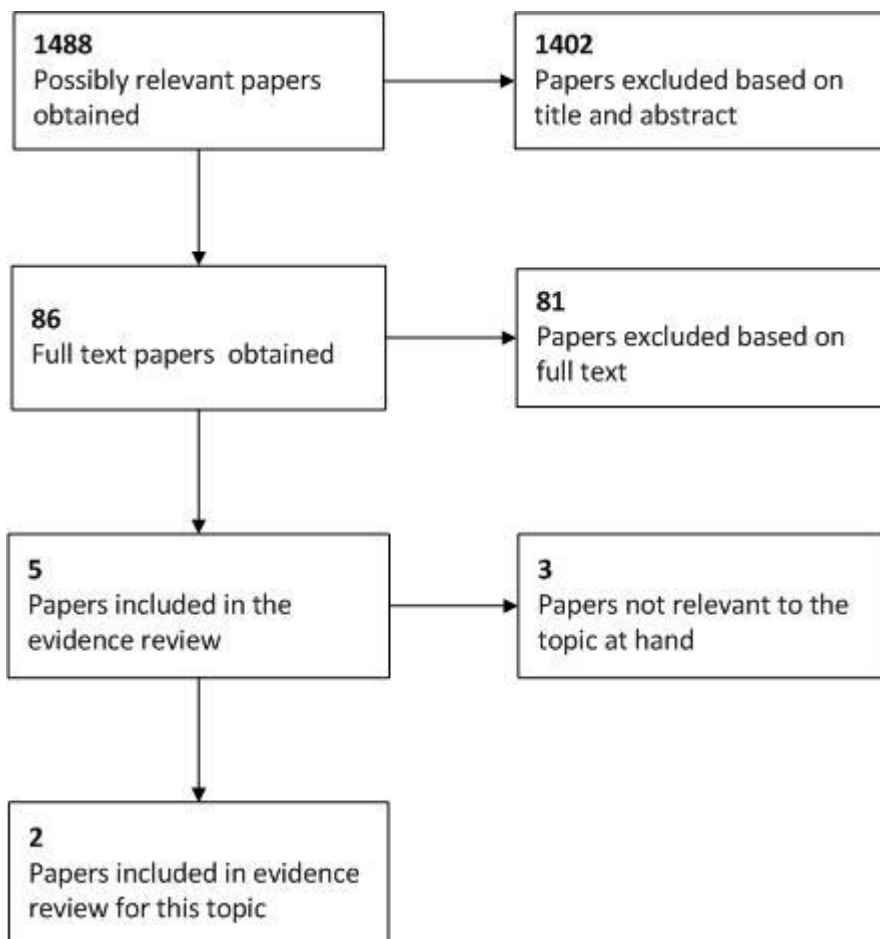 1488
Possibly relevant papers
obtained
1402
Papers excluded based on
title and abstract
86
Full text papers obtained
81
Papers excluded based on
full text
5
Papers included in the
evidence review
3
Papers not relevant to the
topic at hand
2
Papers included in evidence
review for this topic